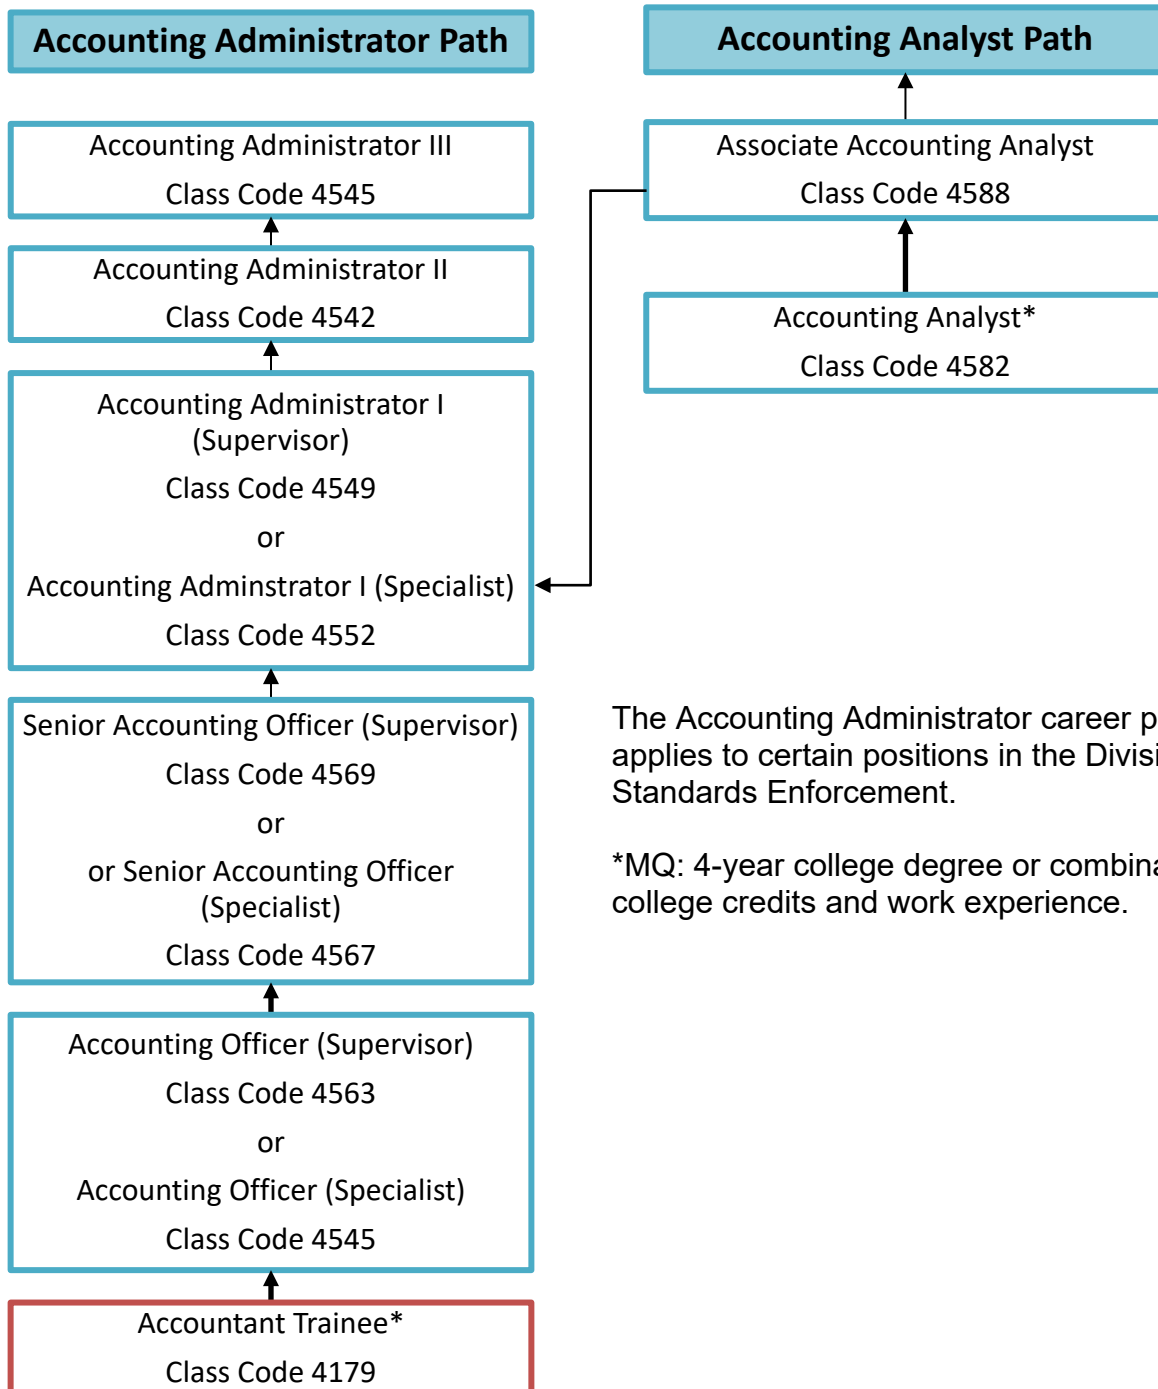 Accounting Administrator Path
Accounting Administrator III
Class Code 4545
Accounting Administrator II
Class Code 4542
Accounting Administrator I
(Supervisor)
Class Code 4549
or
Accounting Adminstrator I (Specialist)
Class Code 4552
Senior Accounting Officer (Supervisor)
Class Code 4569
or
or Senior Accounting Officer
(Specialist)
Class Code 4567
Accounting Officer (Supervisor)
Class Code 4563
or
Accounting Officer (Specialist)
Class Code 4545
Accountant Trainee*
Class Code 4179
Accounting Analyst Path
Associate Accounting Analyst
Class Code 4588
Accounting Analyst*
Class Code 4582
The Accounting Administrator career
applies to certain positions in the
Standards Enforcement.
*MQ: 4-year college degree or
college credits and work experience.